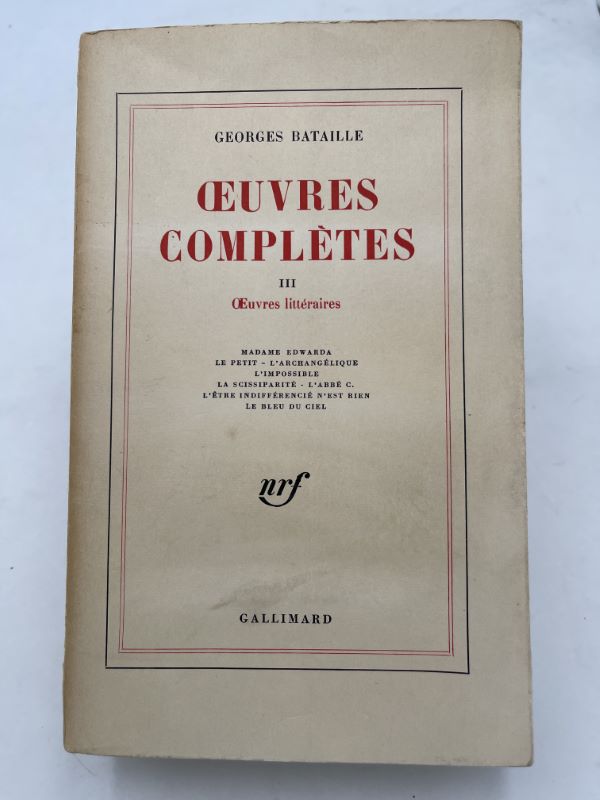 GEORGES BATAILLE
ŒUVRES
COMPLÈTES
III
Œuvres littéraires
MADAME EDWARDA
LE PETIT - L'ARCHANGÉLIQUE
L'IMPOSSIBLE
LA SCISSIPARITÉ - L'ABBÉ C.
L'ÊTRE INDIFFÉRENCIÉ N'EST RIEN
LE BLEU DU CIEL
nrf
GALLIMARD